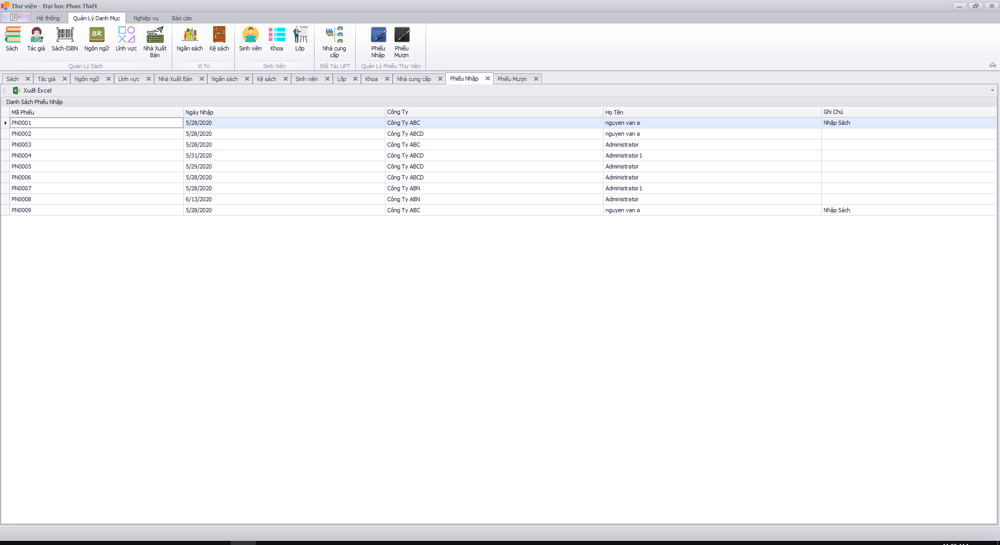 Thư viện - Đại học Phan Thiết
Hệ thống Quản Lý Danh Mục Nghiệp vụ Báo cáo
Sách Tác giả Sách-ISBN Ngôn ngữ Lĩnh vực Nhà Xuất Bản Ngăn sách Kệ sách Sinh viên Khoa Lớp Nhà cung cấp Phiếu Nhập Phiếu Mượn
Quản Lý Sách Vị Trí Sinh Viên Đối Tác UPT Quản Lý Phiếu Thư Viện
Sách Tác giả Ngôn ngữ Lĩnh vực Nhà Xuất Bản Ngăn sách Kệ sách Sinh viên Lớp Khoa Nhà cung cấp Phiếu Nhập Phiếu Mượn
Xuất Excel
Danh Sách Phiếu Nhập
Mã Phiếu Ngày Nhập Công Ty Họ Tên Ghi Chú
PN0001 5/28/2020 Công Ty ABC nguyen van a Nhập Sách
PN0002 5/28/2020 Công Ty ABCD nguyen van a
PN0003 5/28/2020 Công Ty ABC Administrator
PN0004 5/31/2020 Công Ty ABCD Administrator1
PN0005 5/29/2020 Công Ty ABCD Administrator
PN0006 5/28/2020 Công Ty ABCD Administrator
PN0007 5/28/2020 Công Ty ABN Administrator1
PN0008 6/13/2020 Công Ty ABN Administrator
PN0009 5/28/2020 Công Ty ABC nguyen van a Nhập Sách